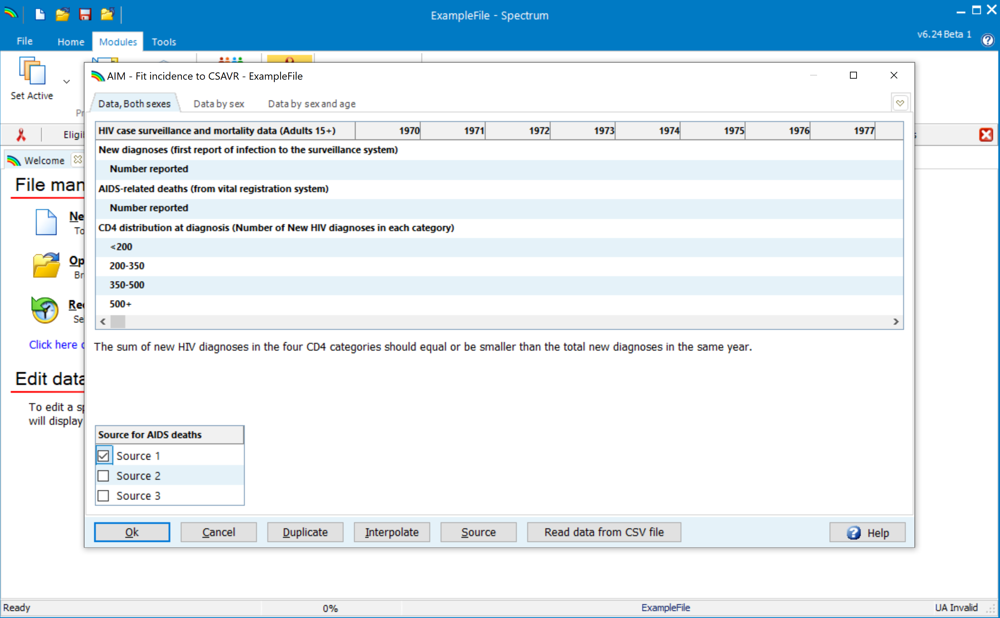 ExampleFile - Spectrum
v6.24 Beta 1
File Home Modules Tools
Set Active
AIM - Fit incidence to CSAVR - ExampleFile
Data, Both sexes Data by sex Data by sex and age
HIV case surveillance and mortality data (Adults 15+) 1970 1971 1972 1973 1974 1975 1976 1977
New diagnoses (first report of infection to the surveillance system)
Number reported
AIDS-related deaths (from vital registration system)
Number reported
CD4 distribution at diagnosis (Number of New HIV diagnoses in each category)
<200
200-350
350-500
500+
The sum of new HIV diagnoses in the four CD4 categories should equal or be smaller than the total new diagnoses in the same year.
Source for AIDS deaths
Source 1
Source 2
Source 3
Ok Cancel Duplicate Interpolate Source Read data from CSV file Help
Welcome
File man
Click here
Edit data
To edit a sp
will display
Ready 0% ExampleFile UA Invalid